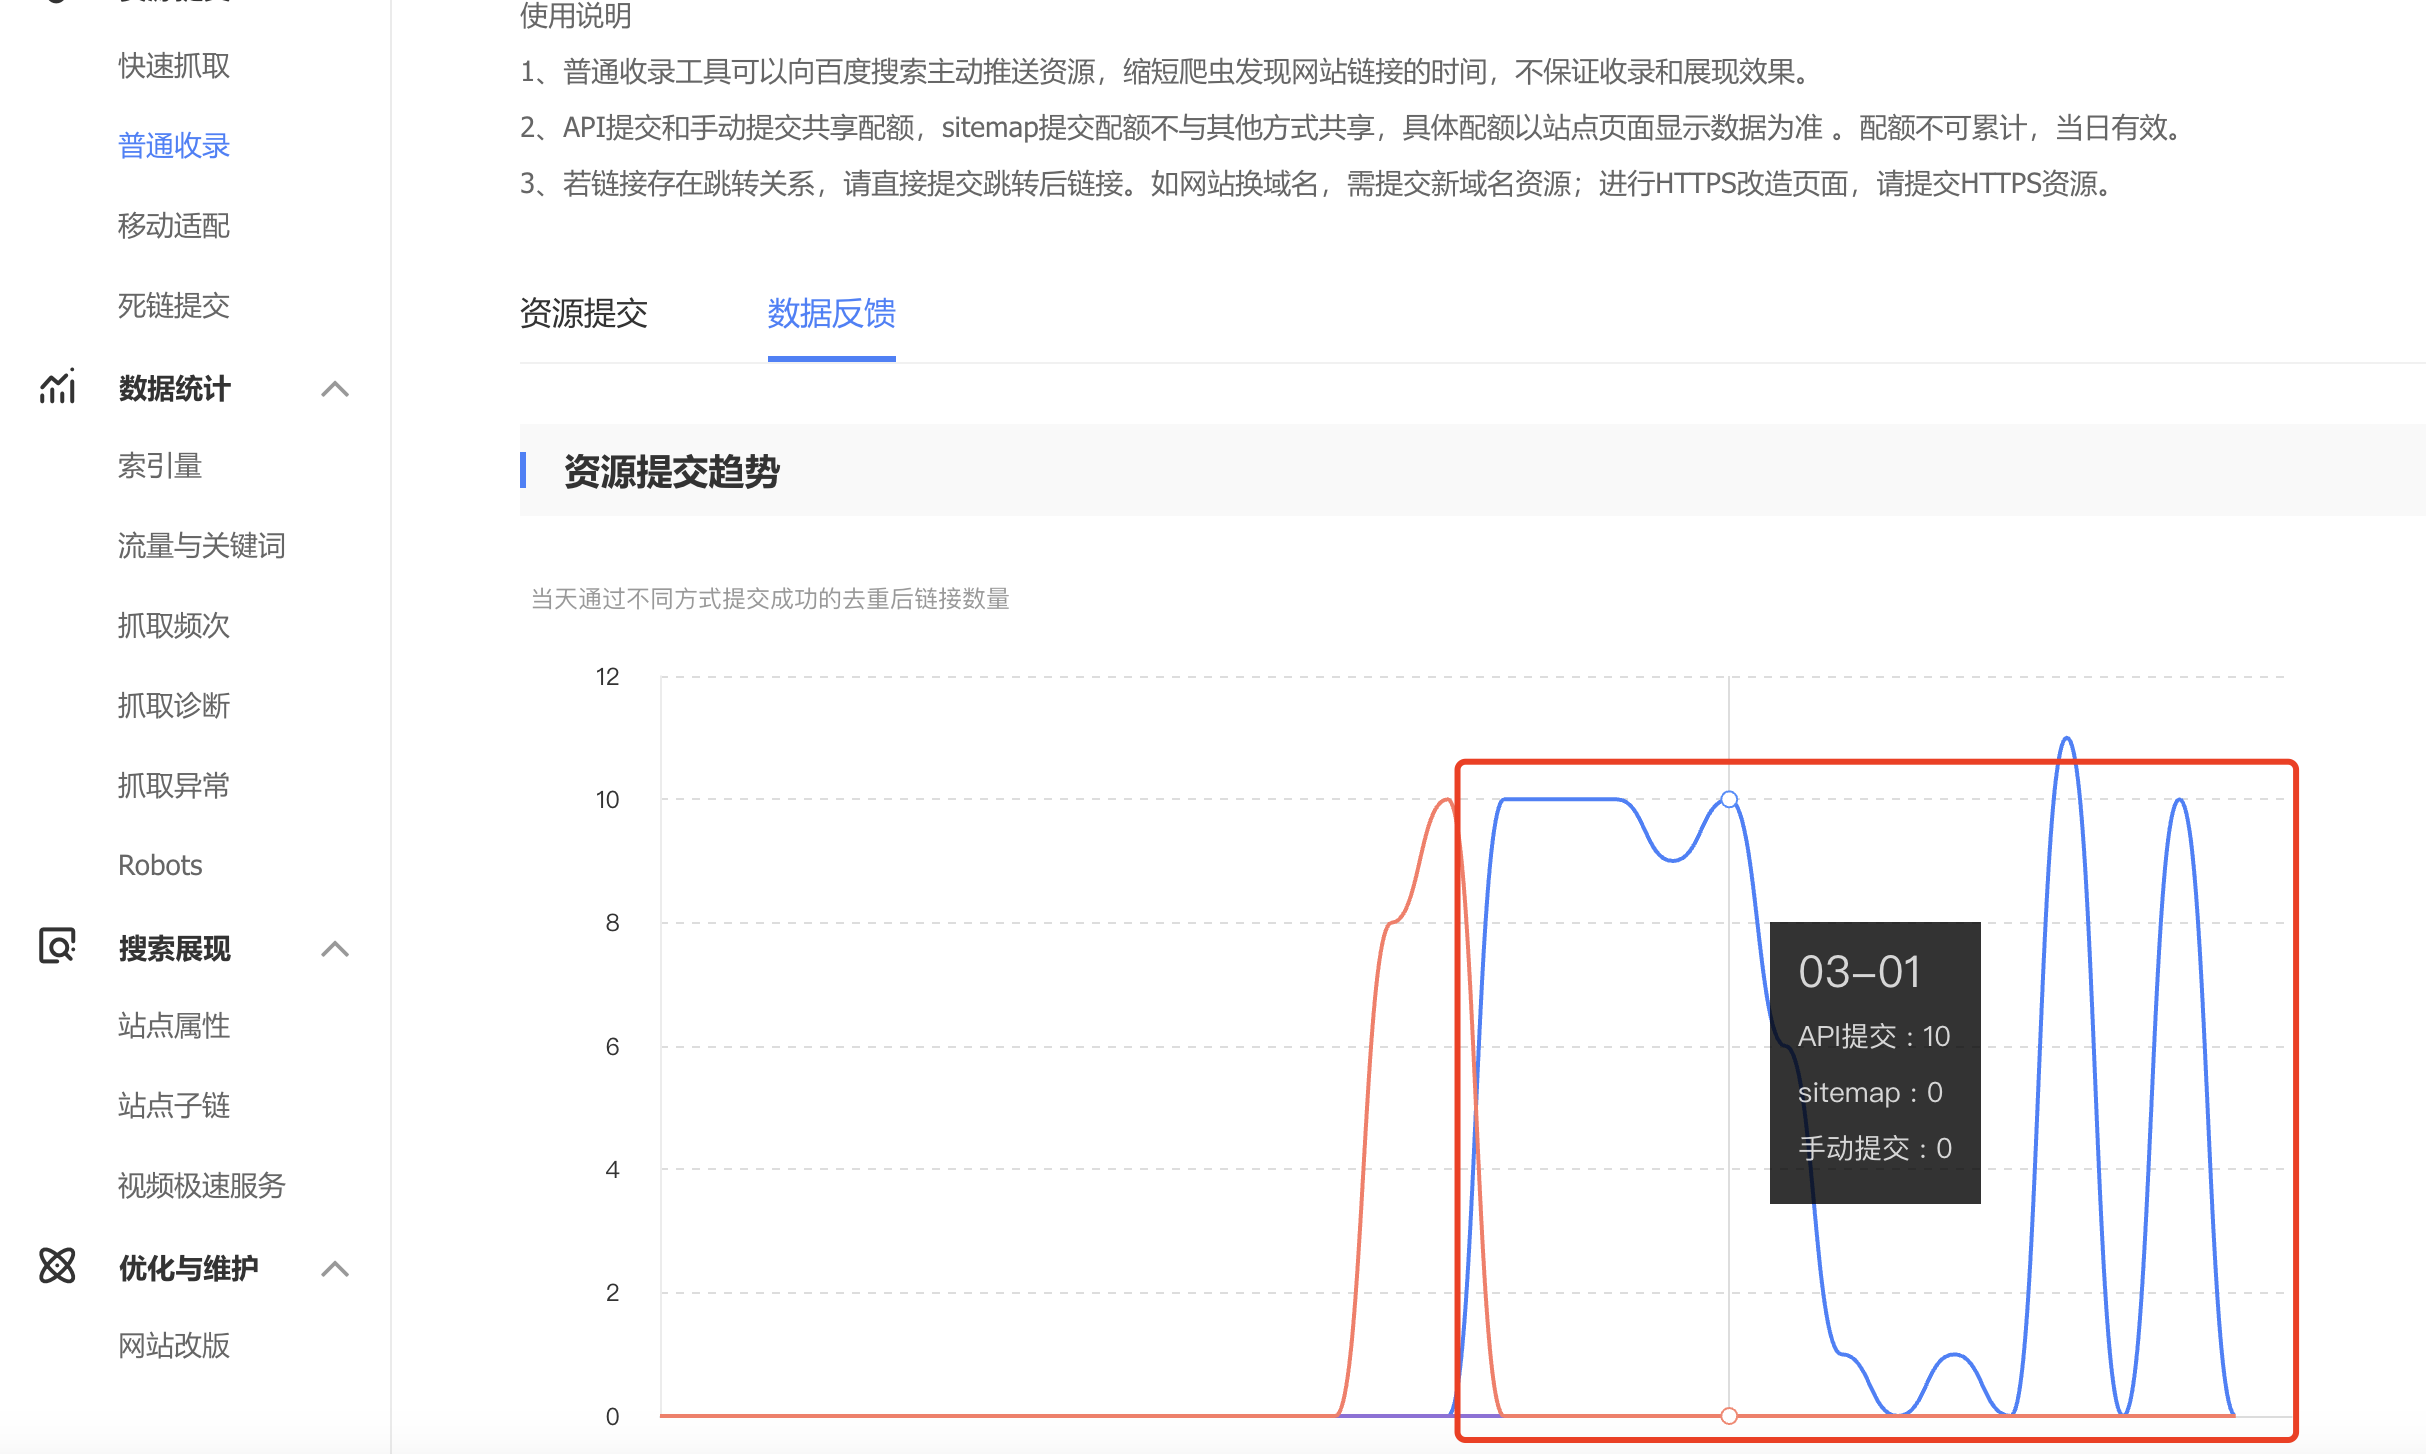 快速抓取
普通收录
移动适配
死链提交
数据统计
索引量
流量与关键词
抓取频次
抓取诊断
抓取异常
Robots
搜索展现
站点属性
站点子链
视频极速服务
优化与维护
网站改版
使用说明
1、普通收录工具可以向百度搜索主动推送资源，缩短爬虫发现网站链接的时间，不保证收录和展现效果。
2、API提交和手动提交共享配额，sitemap提交配额不与其他方式共享，具体配额以站点页面显示数据为准 。配额不可累计，当日有效。
3、若链接存在跳转关系，请直接提交跳转后链接。如网站换域名，需提交新域名资源；进行HTTPS改造页面，请提交HTTPS资源。
资源提交 数据反馈
资源提交趋势
当天通过不同方式提交成功的去重后链接数量
12
10
8
6
4
2
0
03-01
API提交 : 10
sitemap : 0
手动提交 : 0